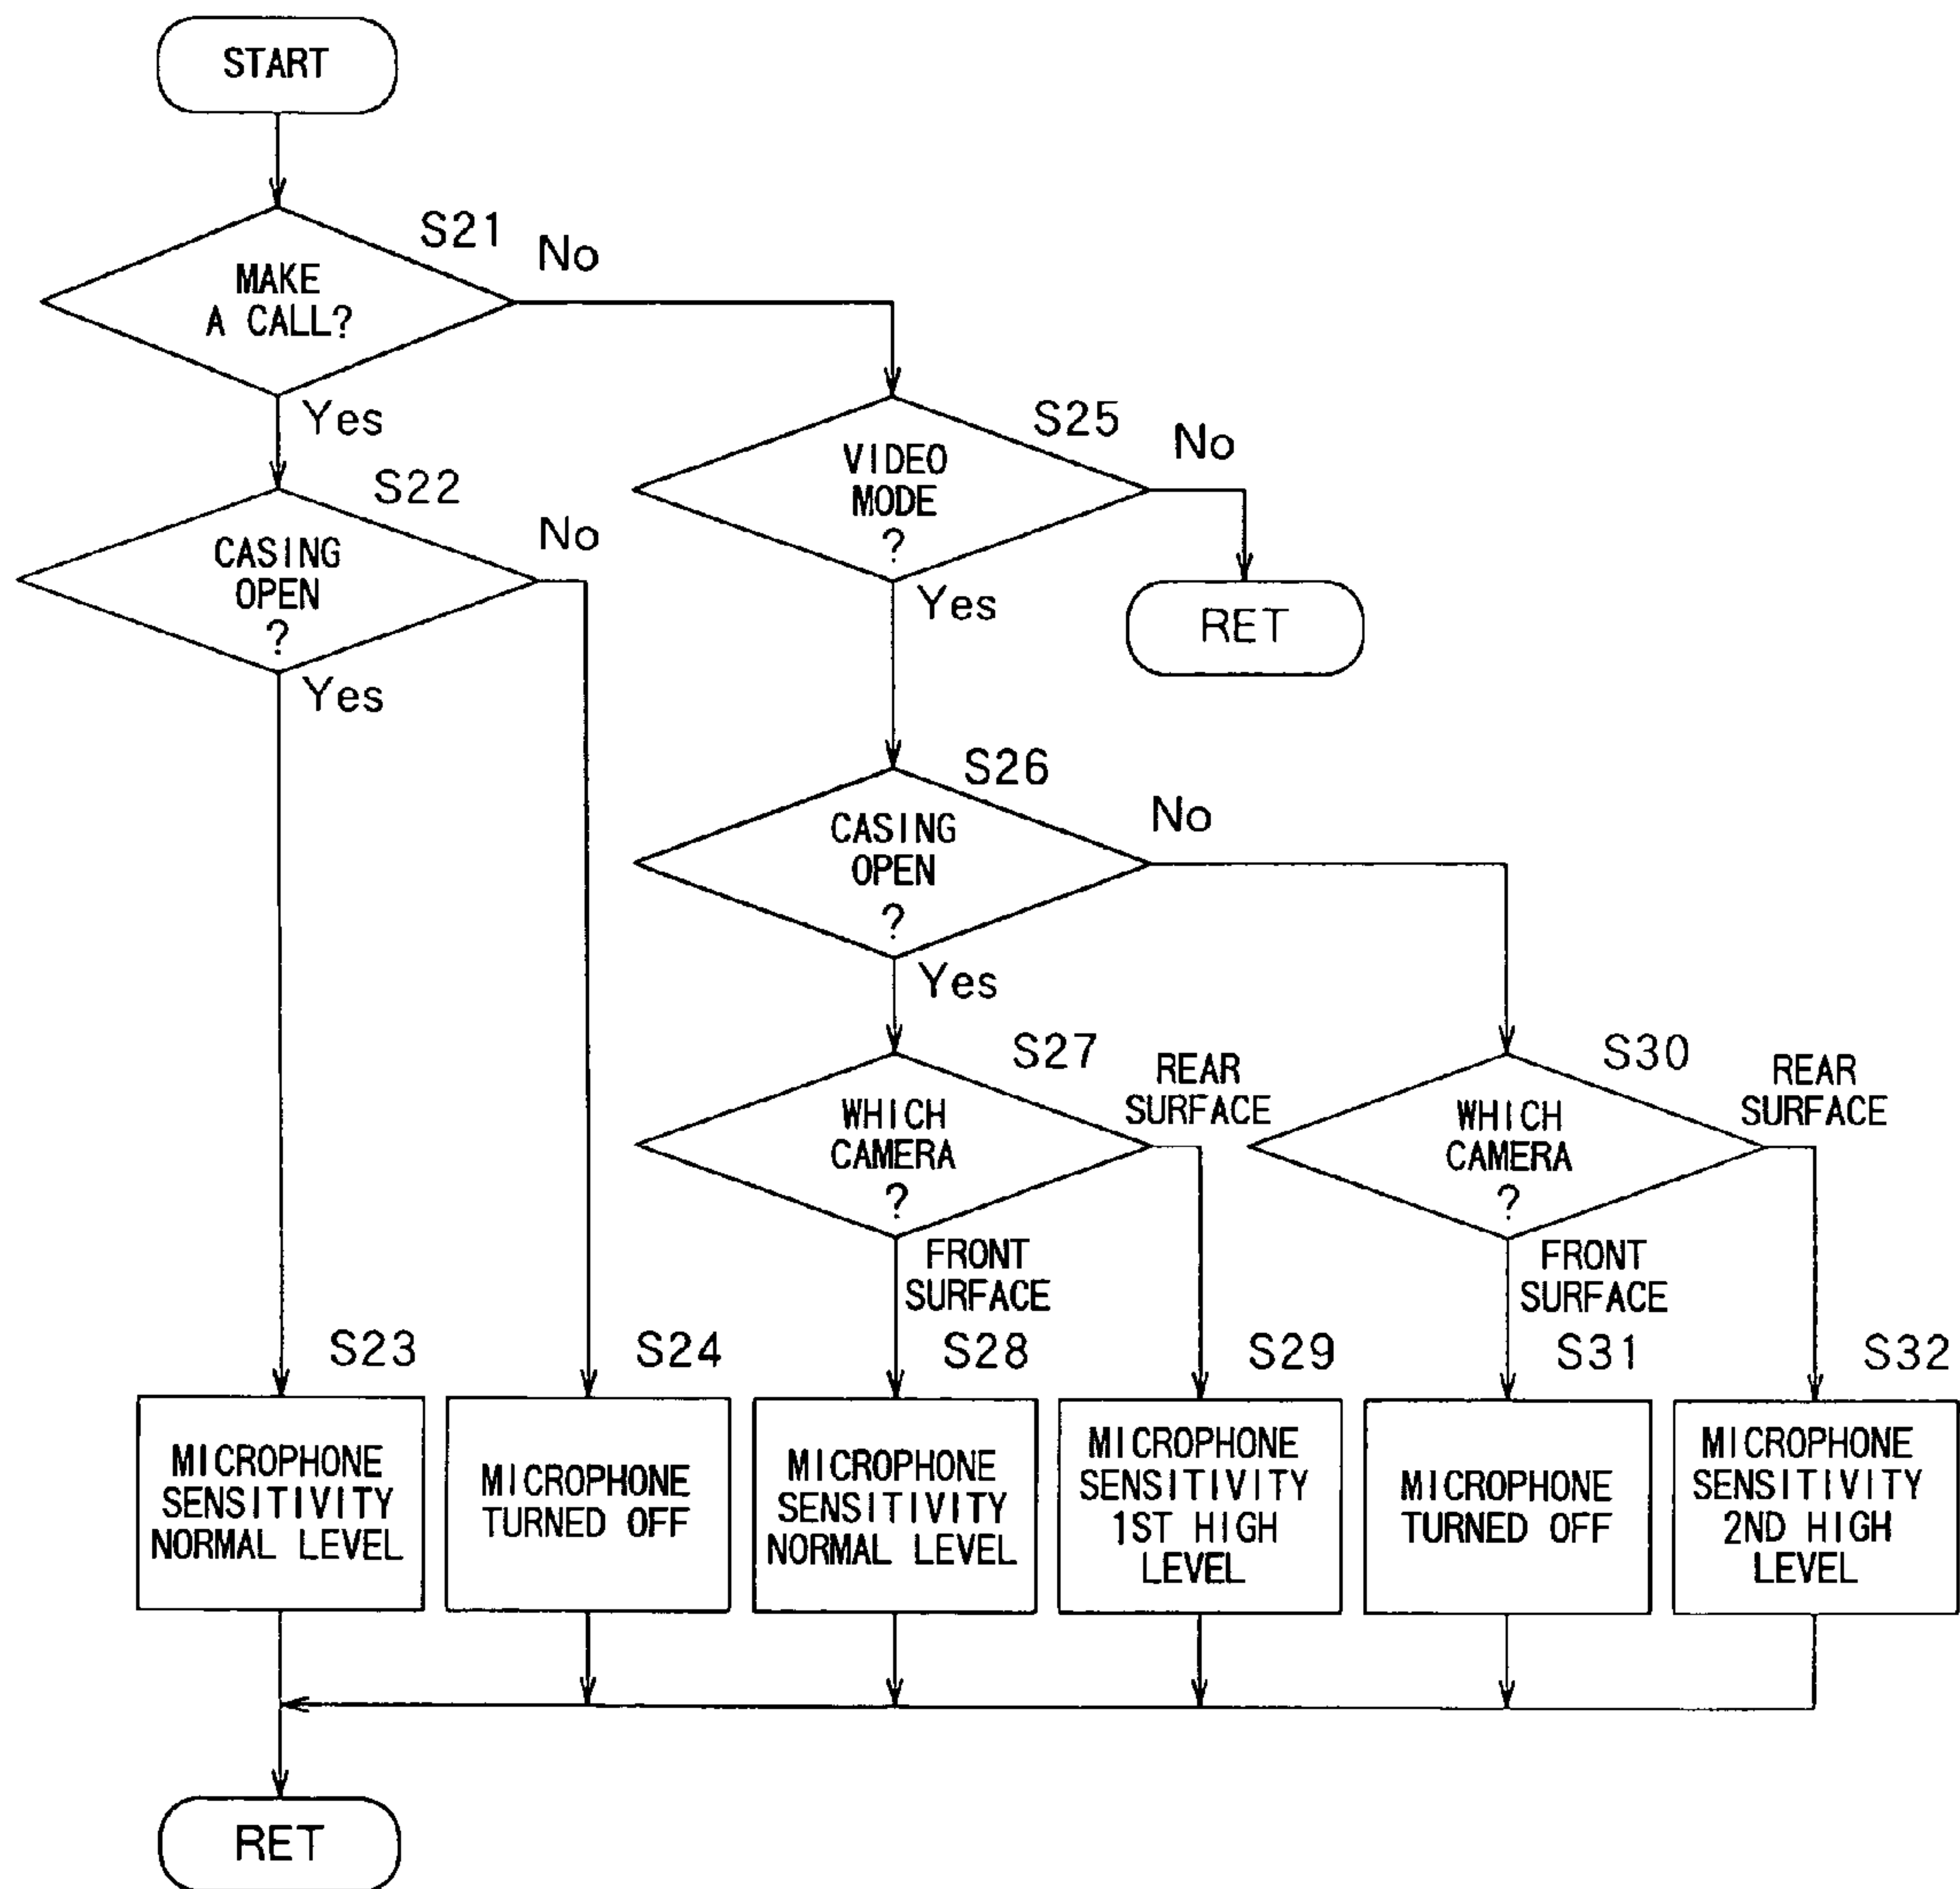 START
S21
No
MAKE
A CALL?
Yes
S22
No
CASING
OPEN
?
Yes
S25
No
VIDEO
MODE
?
Yes
RET
S26
No
CASING
OPEN
?
Yes
S27
REAR
SURFACE
WHICH
CAMERA
?
FRONT
SURFACE
S30
REAR
SURFACE
WHICH
CAMERA
?
FRONT
SURFACE
S23
MICROPHONE
SENSITIVITY
NORMAL LEVEL
S24
MICROPHONE
TURNED OFF
S28
MICROPHONE
SENSITIVITY
NORMAL LEVEL
S29
MICROPHONE
SENSITIVITY
1ST HIGH
LEVEL
S31
MICROPHONE
TURNED OFF
S32
MICROPHONE
SENSITIVITY
2ND HIGH
LEVEL
RET